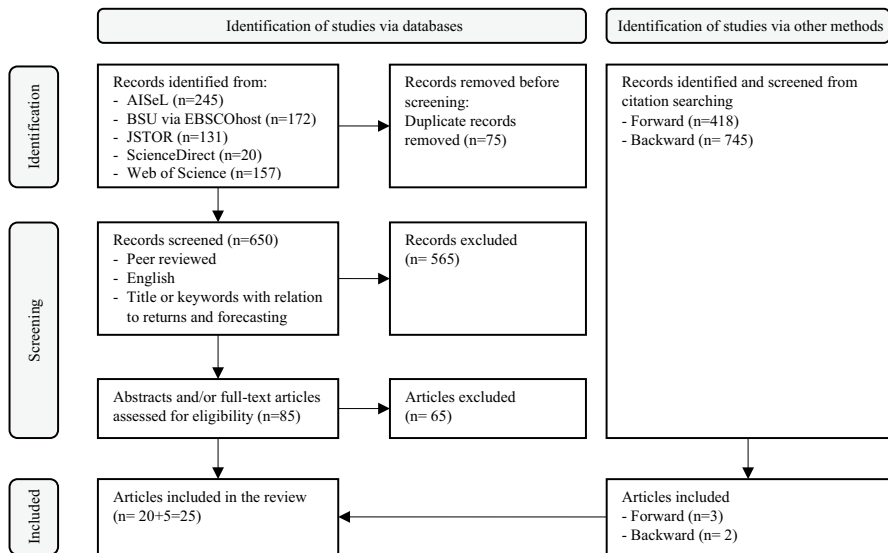 Identification of studies via databases
Identification of studies via other methods
Identification
Records identified from:
- AISeL (n=245)
- BSU via EBSCOhost (n=172)
- JSTOR (n=131)
- ScienceDirect (n=20)
- Web of Science (n=157)
Records removed before
screening:
Duplicate records
removed (n=75)
Records identified and screened from
citation searching
- Forward (n=418)
- Backward (n= 745)
Screening
Records screened (n=650)
- Peer reviewed
- English
- Title or keywords with relation
to returns and forecasting
Records excluded
(n= 565)
Abstracts and/or full-text articles
assessed for eligibility (n=85)
Articles excluded
(n= 65)
Included
Articles included in the review
(n= 20+5=25)
Articles included
- Forward (n=3)
- Backward (n= 2)